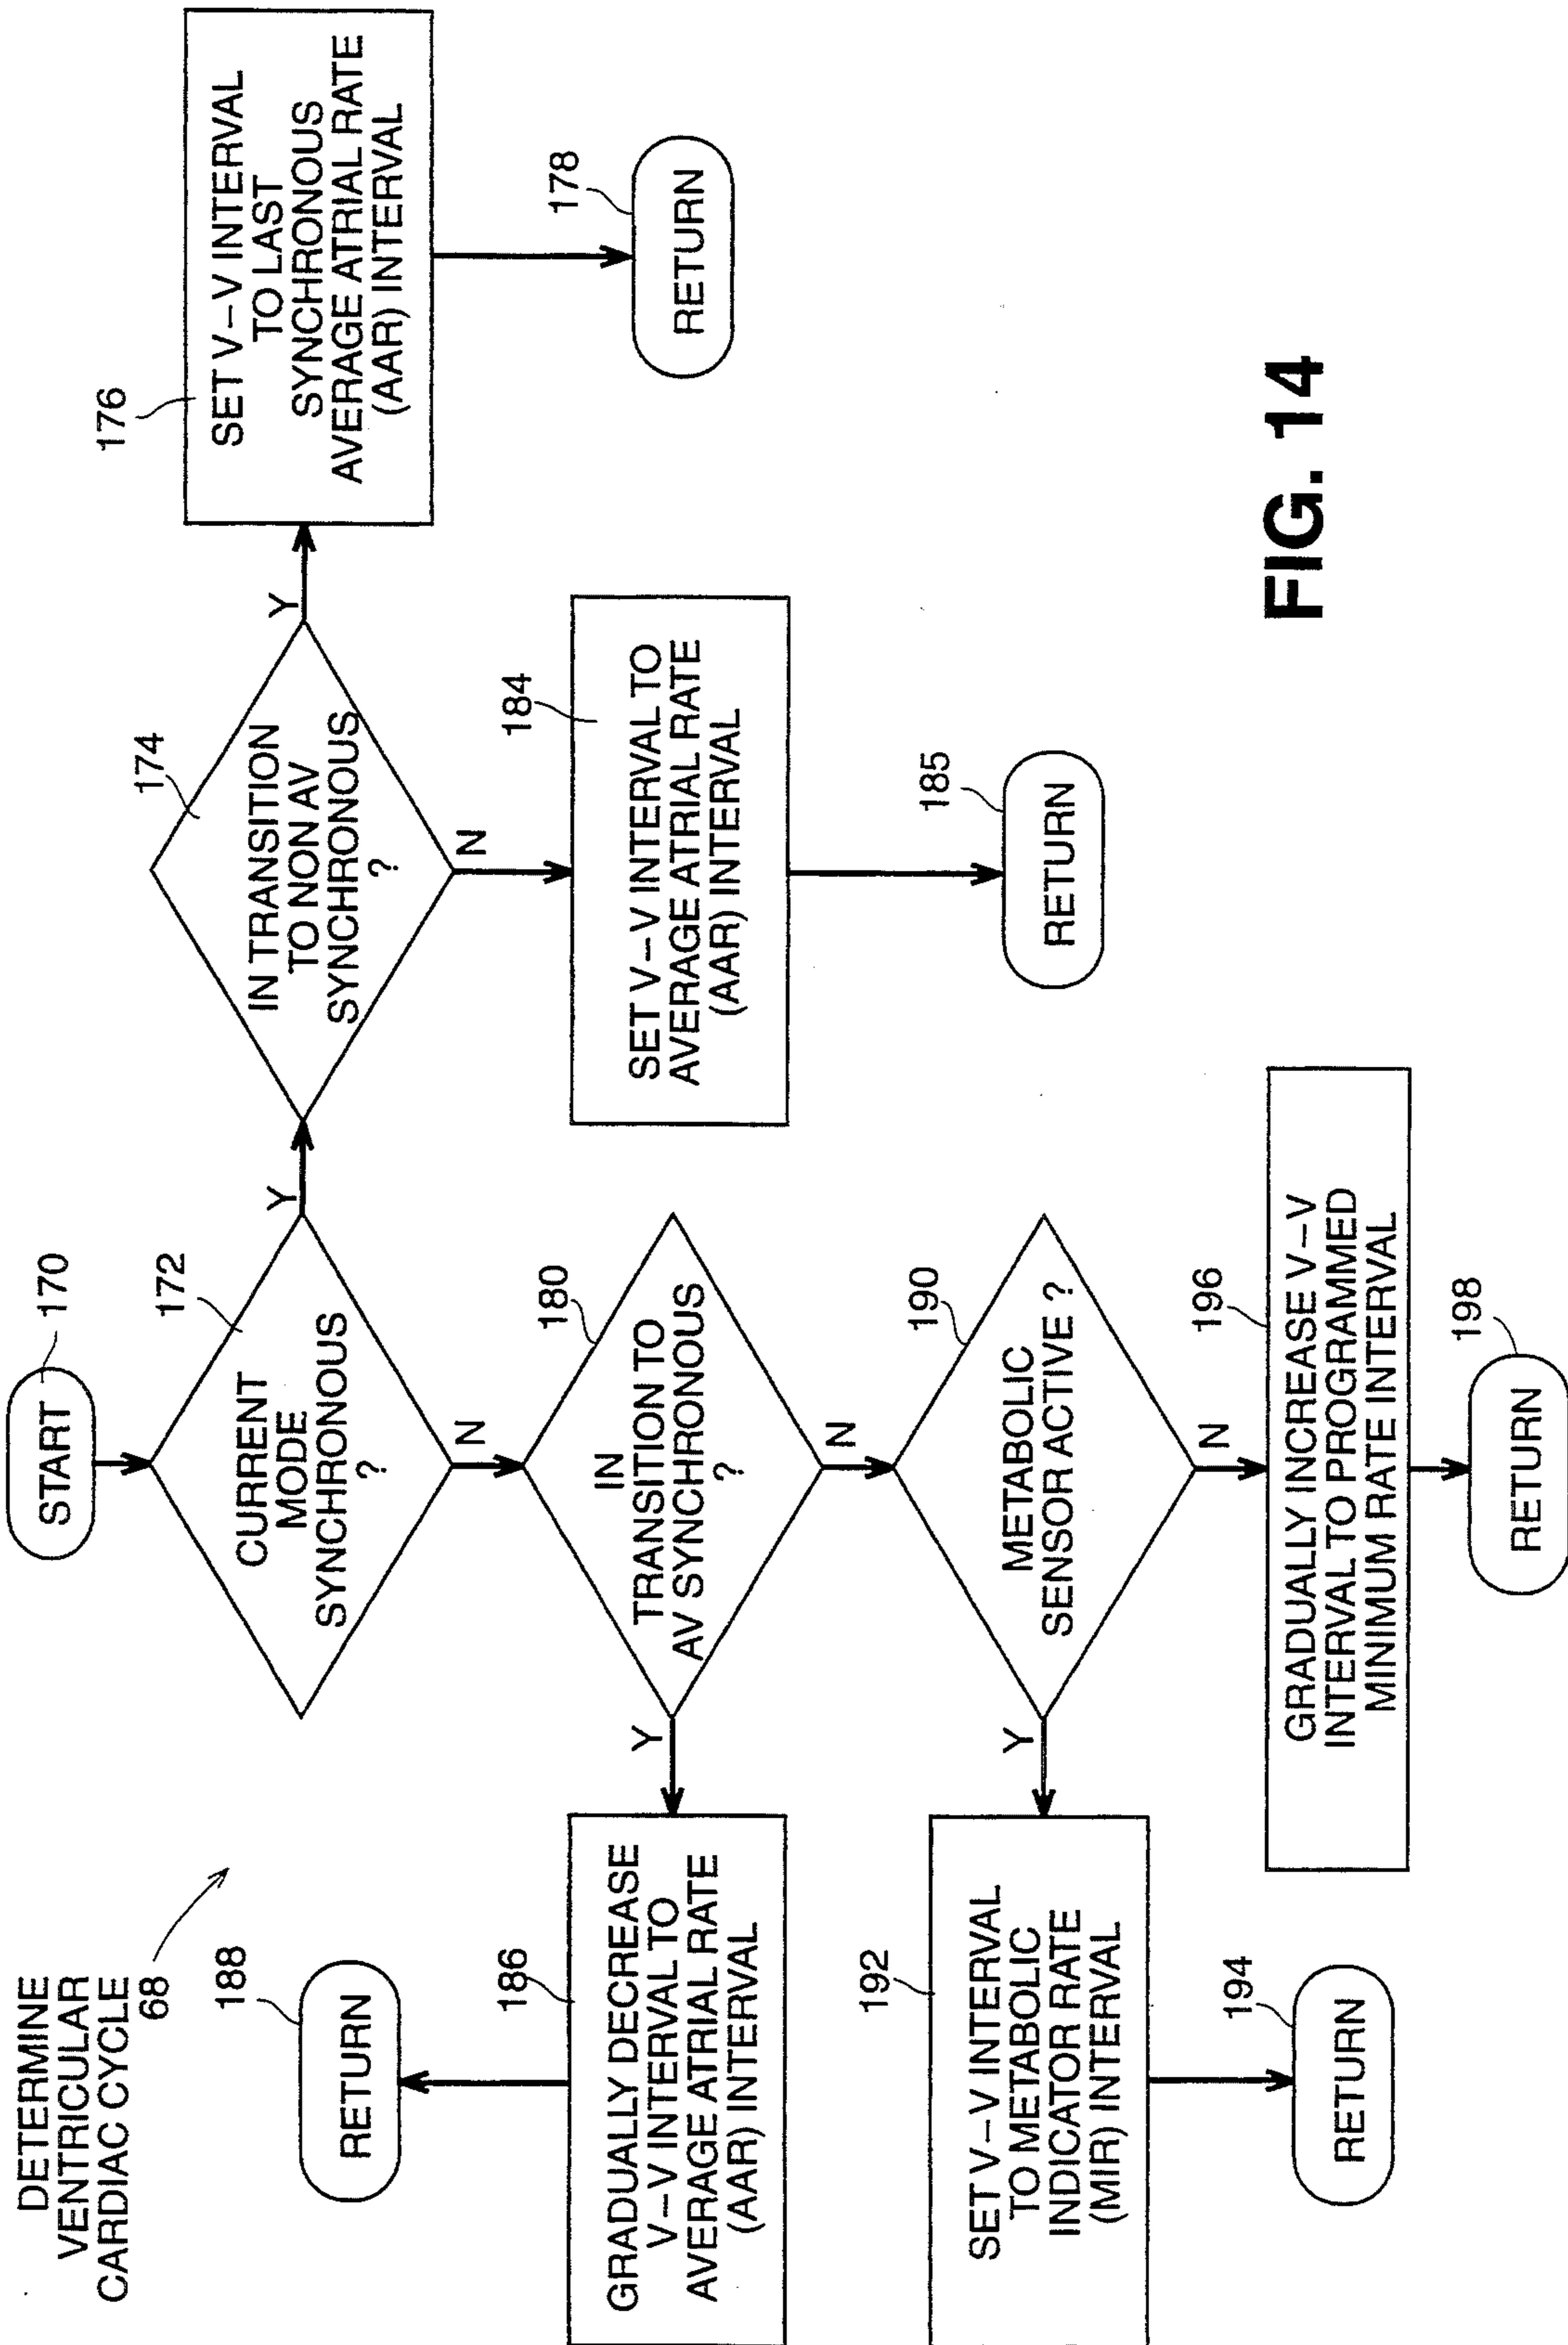 DETERMINE
VENTRICULAR
CARDIAC CYCLE
68
START
170
CURRENT
MODE
SYNCHRONOUS
?
172
Y
N
IN TRANSITION
TO NON AV
SYNCHRONOUS
?
174
Y
N
SET V-V INTERVAL
TO LAST
SYNCHRONOUS
AVERAGE ATRIAL RATE
(AAR) INTERVAL
176
RETURN
178
SET V-V INTERVAL TO
AVERAGE ATRIAL RATE
(AAR) INTERVAL
184
RETURN
185
IN
TRANSITION TO
AV SYNCHRONOUS
?
180
Y
N
GRADUALLY DECREASE
V-V INTERVAL TO
AVERAGE ATRIAL RATE
(AAR) INTERVAL
186
RETURN
188
METABOLIC
SENSOR ACTIVE ?
190
Y
N
SET V-V INTERVAL
TO METABOLIC
INDICATOR RATE
(MIR) INTERVAL
192
RETURN
194
GRADUALLY INCREASE V-V
INTERVAL TO PROGRAMMED
MINIMUM RATE INTERVAL
196
RETURN
198
FIG. 14